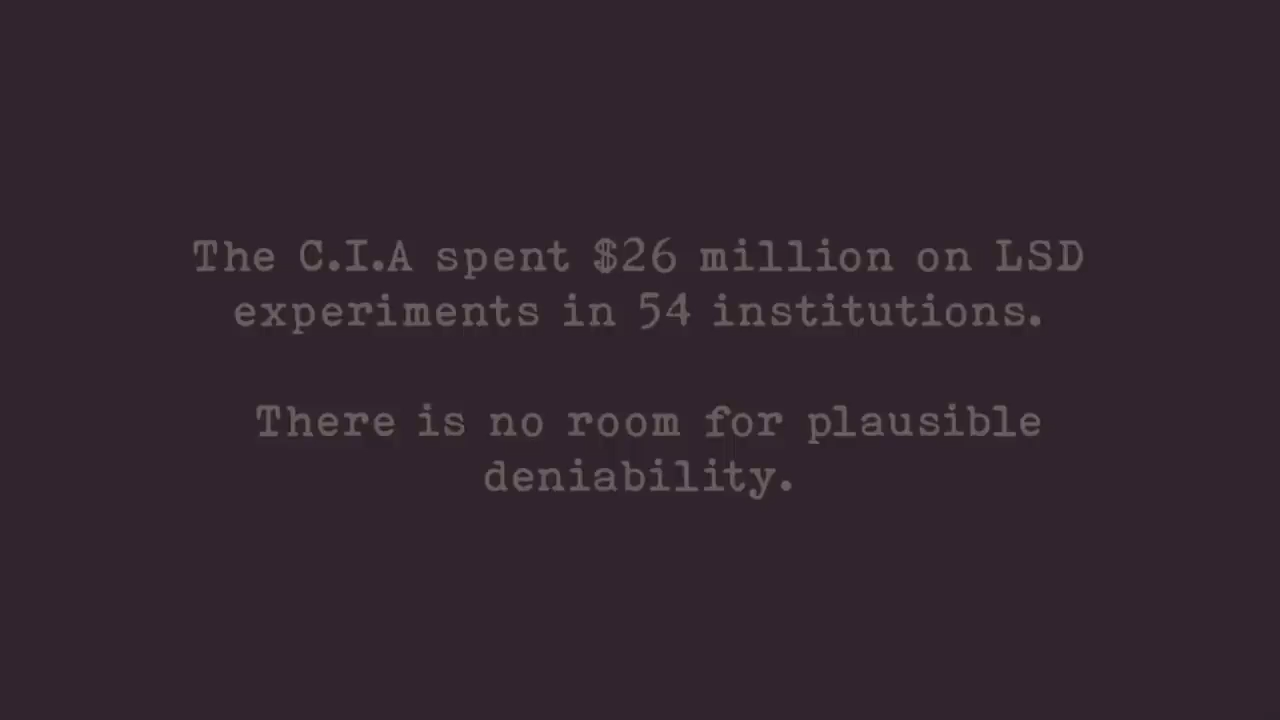 The C.I.A spent $26 million on LSD
experiments in 54 institutions.
There is no room for plausible
deniability.